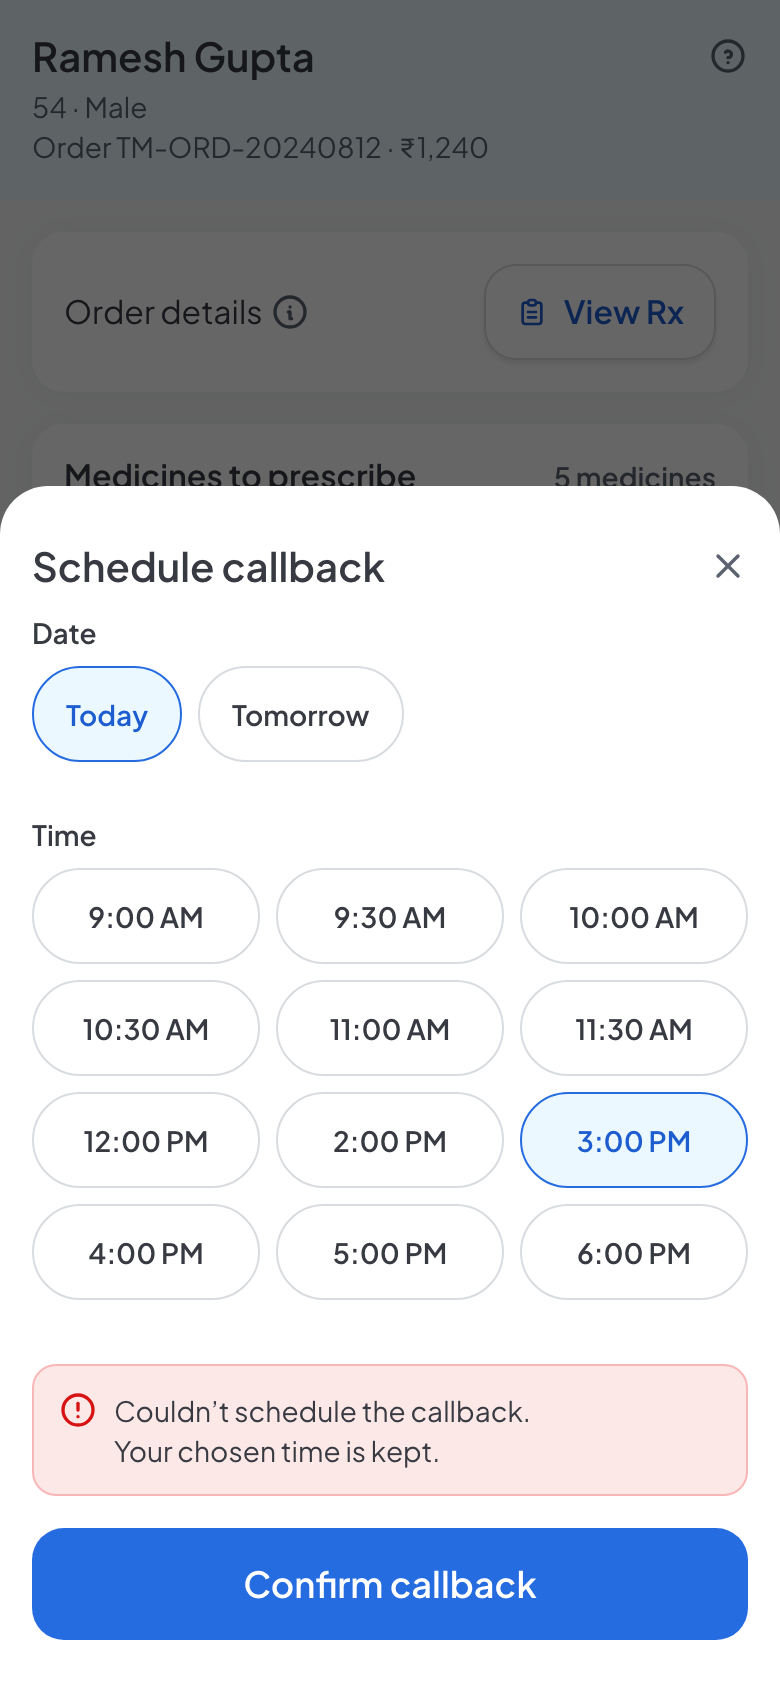 Ramesh Gupta
54 · Male
Order TM-ORD-20240812 · ₹1,240
Order details
View Rx
Medicines to prescribe
5 medicines
Schedule callback
Date
Today
Tomorrow
Time
9:00 AM
9:30 AM
10:00 AM
10:30 AM
11:00 AM
11:30 AM
12:00 PM
2:00 PM
3:00 PM
4:00 PM
5:00 PM
6:00 PM
Couldn’t schedule the callback.
Your chosen time is kept.
Confirm callback